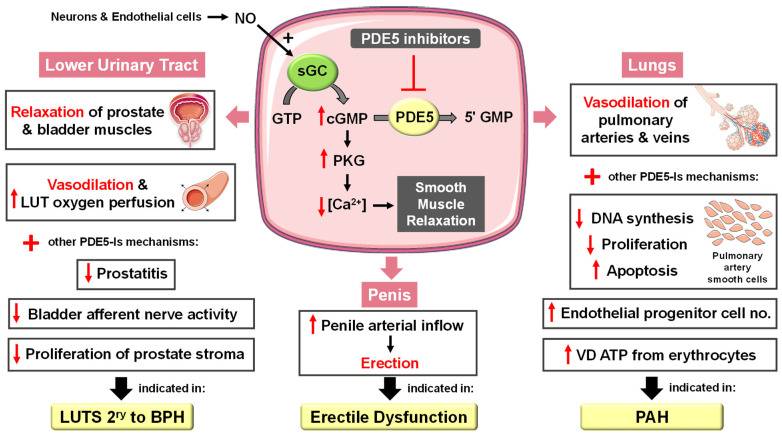 Neurons & Endothelial cells
NO
+
PDE5 inhibitors
sGC
GTP
cGMP
PDE5
5' GMP
PKG
[Ca²⁺]
Smooth
Muscle
Relaxation
Lower Urinary Tract
Relaxation of prostate
& bladder muscles
Vasodilation &
LUT oxygen perfusion
+ other PDE5-Is mechanisms:
Prostatitis
Bladder afferent nerve activity
Proliferation of prostate stroma
indicated in:
LUTS 2ʳʸ to BPH
Penis
Penile arterial inflow
Erection
indicated in:
Erectile Dysfunction
Lungs
Vasodilation of
pulmonary
arteries & veins
+ other PDE5-Is mechanisms:
DNA synthesis
Proliferation
Apoptosis
Pulmonary
artery
smooth cells
Endothelial progenitor cell no.
VD ATP from erythrocytes
indicated in:
PAH